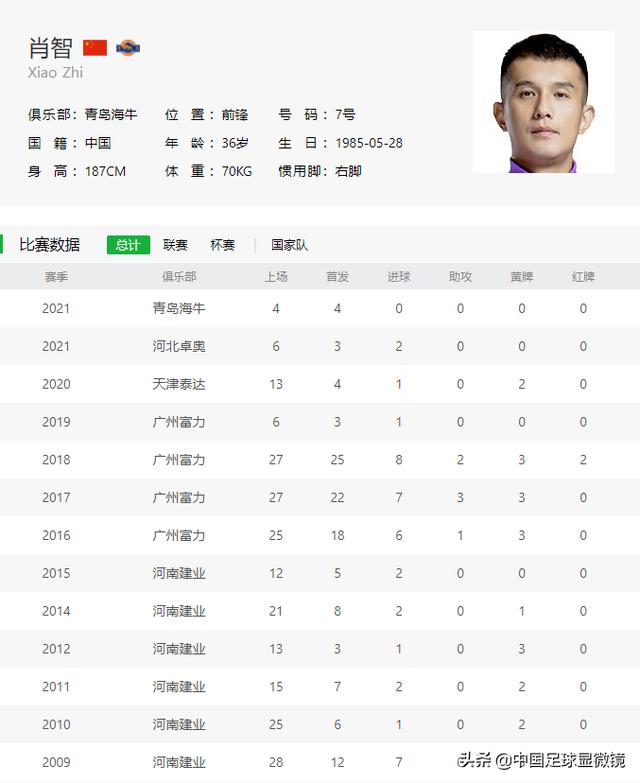 肖智
Xiao Zhi
俱乐部：青岛海牛 位 置：前锋 号 码：7号
国 籍：中国 年 龄：36岁 生 日：1985-05-28
身 高：187CM 体 重：70KG 惯用脚：右脚
比赛数据 总计 联赛 杯赛 国家队
赛季 俱乐部 上场 首发 进球 助攻 黄牌 红牌
2021 青岛海牛 4 4 0 0 0 0
2021 河北卓奥 6 3 2 0 0 0
2020 天津泰达 13 4 1 0 2 0
2019 广州富力 6 3 1 0 0 0
2018 广州富力 27 25 8 2 3 2
2017 广州富力 27 22 7 3 3 0
2016 广州富力 25 18 6 1 3 0
2015 河南建业 12 5 2 0 0 0
2014 河南建业 21 8 2 0 1 0
2012 河南建业 13 3 1 0 3 0
2011 河南建业 15 7 2 0 2 0
2010 河南建业 25 6 1 0 2 0
2009 河南建业 28 12 7
头条 @中国足球显微镜